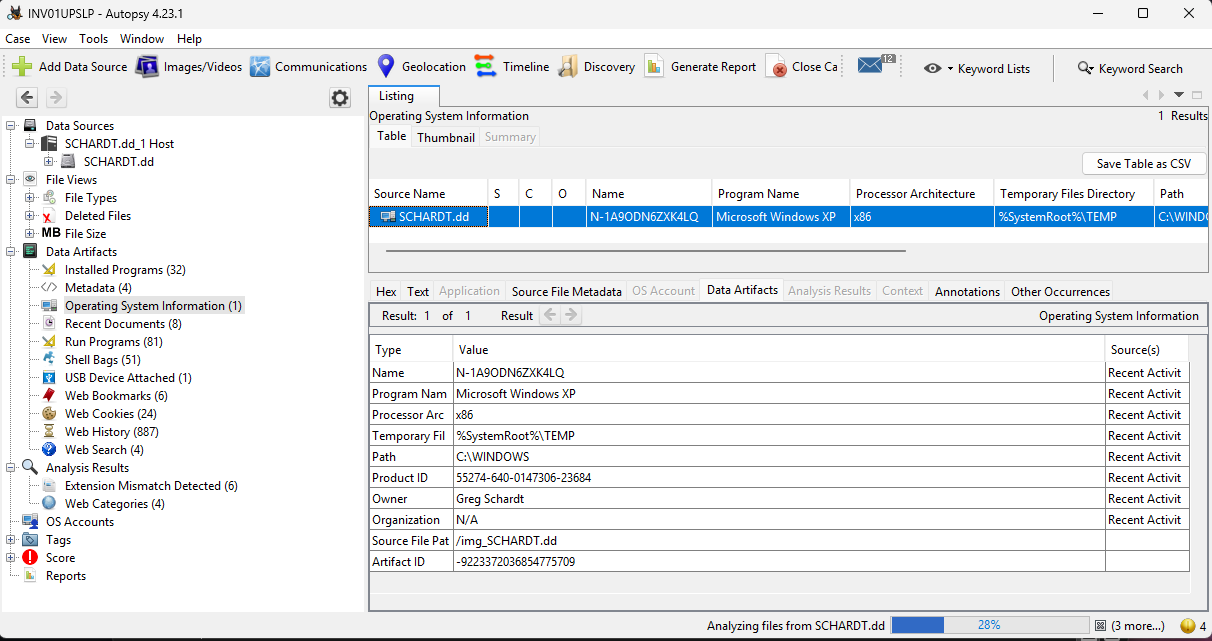 INV01UPSLP - Autopsy 4.23.1
Case View Tools Window Help
Add Data Source Images/Videos Communications Geolocation Timeline Discovery Generate Report Close Ca 12 Keyword Lists Keyword Search
Listing
Operating System Information 1 Results
Table Thumbnail Summary
Save Table as CSV
Source Name S C O Name Program Name Processor Architecture Temporary Files Directory Path
SCHARDT.dd N-1A9ODN6ZXK4LQ Microsoft Windows XP x86 %SystemRoot%\TEMP C:\WINDO
Data Sources
SCHARDT.dd_1 Host
SCHARDT.dd
File Views
File Types
Deleted Files
MB File Size
Data Artifacts
Installed Programs (32)
Metadata (4)
Operating System Information (1)
Recent Documents (8)
Run Programs (81)
Shell Bags (51)
USB Device Attached (1)
Web Bookmarks (6)
Web Cookies (24)
Web History (887)
Web Search (4)
Analysis Results
Extension Mismatch Detected (6)
Web Categories (4)
OS Accounts
Tags
Score
Reports
Hex Text Application Source File Metadata OS Account Data Artifacts Analysis Results Context Annotations Other Occurrences
Result: 1 of 1 Result Operating System Information
Type Value Source(s)
Name N-1A9ODN6ZXK4LQ Recent Activit
Program Nam Microsoft Windows XP Recent Activit
Processor Arc x86 Recent Activit
Temporary Fil %SystemRoot%\TEMP Recent Activit
Path C:\WINDOWS Recent Activit
Product ID 55274-640-0147306-23684 Recent Activit
Owner Greg Schardt Recent Activit
Organization N/A Recent Activit
Source File Pat /img_SCHARDT.dd
Artifact ID -9223372036854775709
Analyzing files from SCHARDT.dd 28% (3 more...) 4